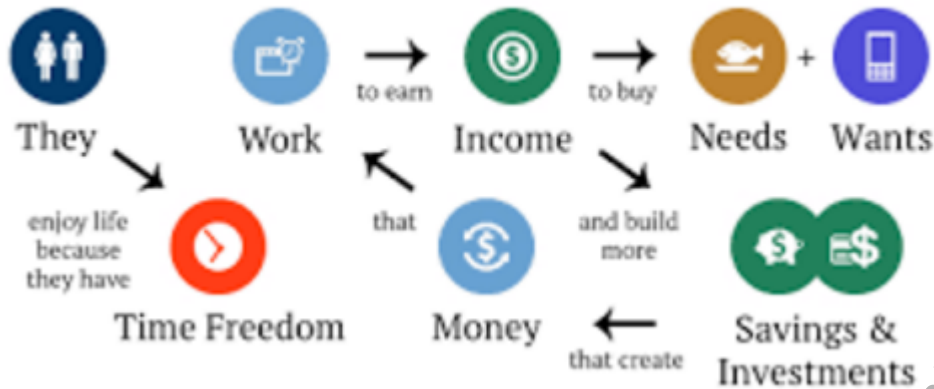 to earn
to buy
+
They
Work
Income
Needs
Wants
enjoy life
because
they have
that
and build
more
Time Freedom
Money
Savings &
Investments
that create